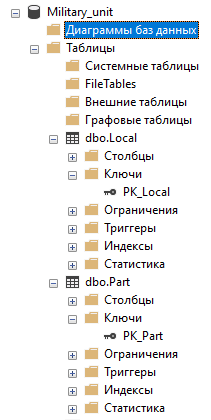 Military_unit
Диаграммы баз данных
Таблицы
Системные таблицы
FileTables
Внешние таблицы
Графовые таблицы
dbo.Local
Столбцы
Ключи
PK_Local
Ограничения
Триггеры
Индексы
Статистика
dbo.Part
Столбцы
Ключи
PK_Part
Ограничения
Триггеры
Индексы
Статистика